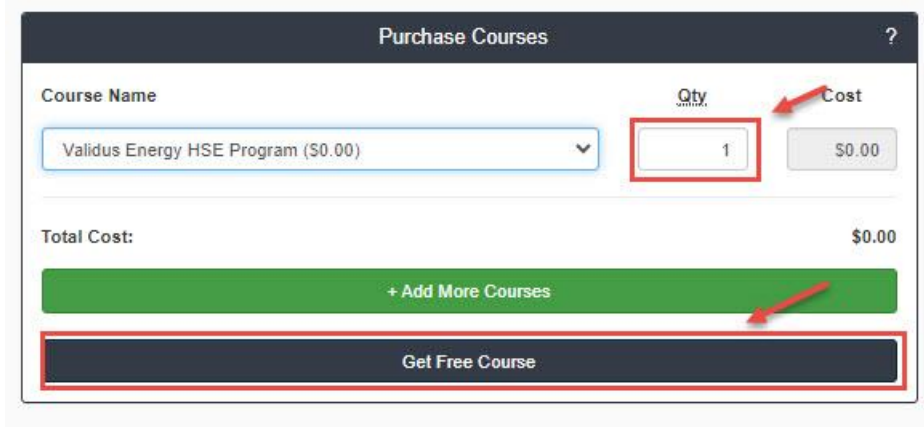 Purchase Courses ?
Course Name Qty Cost
Validus Energy HSE Program ($0.00) 1 $0.00
Total Cost: $0.00
+ Add More Courses
Get Free Course